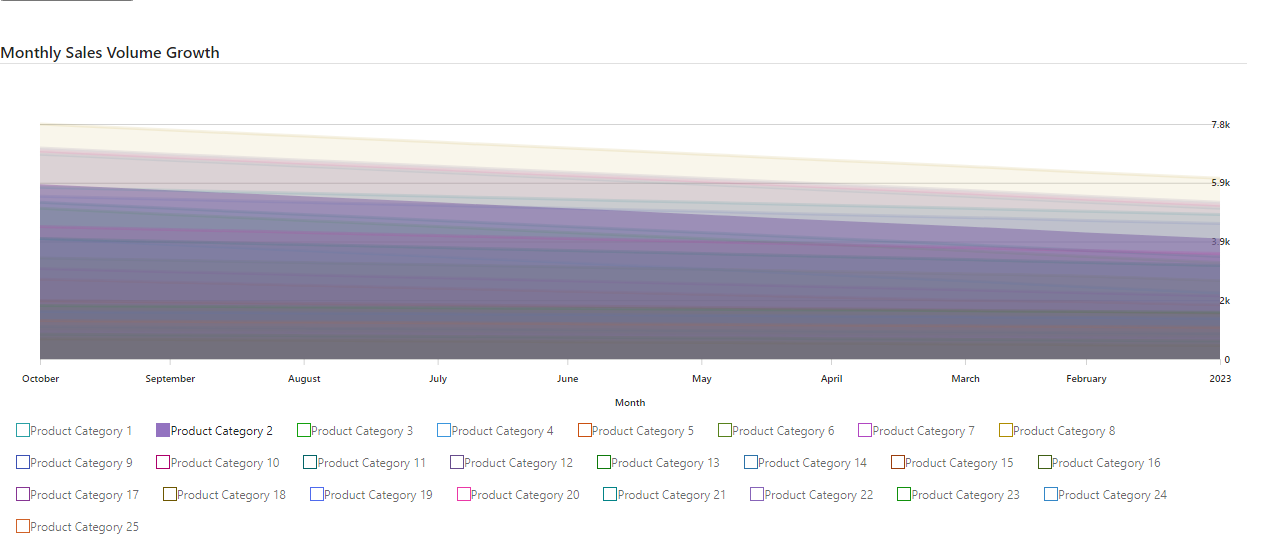 Monthly Sales Volume Growth
7.8k
5.9k
3.9k
2k
0
October September August July June May April March February 2023
Month
Product Category 1 Product Category 2 Product Category 3 Product Category 4 Product Category 5 Product Category 6 Product Category 7 Product Category 8
Product Category 9 Product Category 10 Product Category 11 Product Category 12 Product Category 13 Product Category 14 Product Category 15 Product Category 16
Product Category 17 Product Category 18 Product Category 19 Product Category 20 Product Category 21 Product Category 22 Product Category 23 Product Category 24
Product Category 25